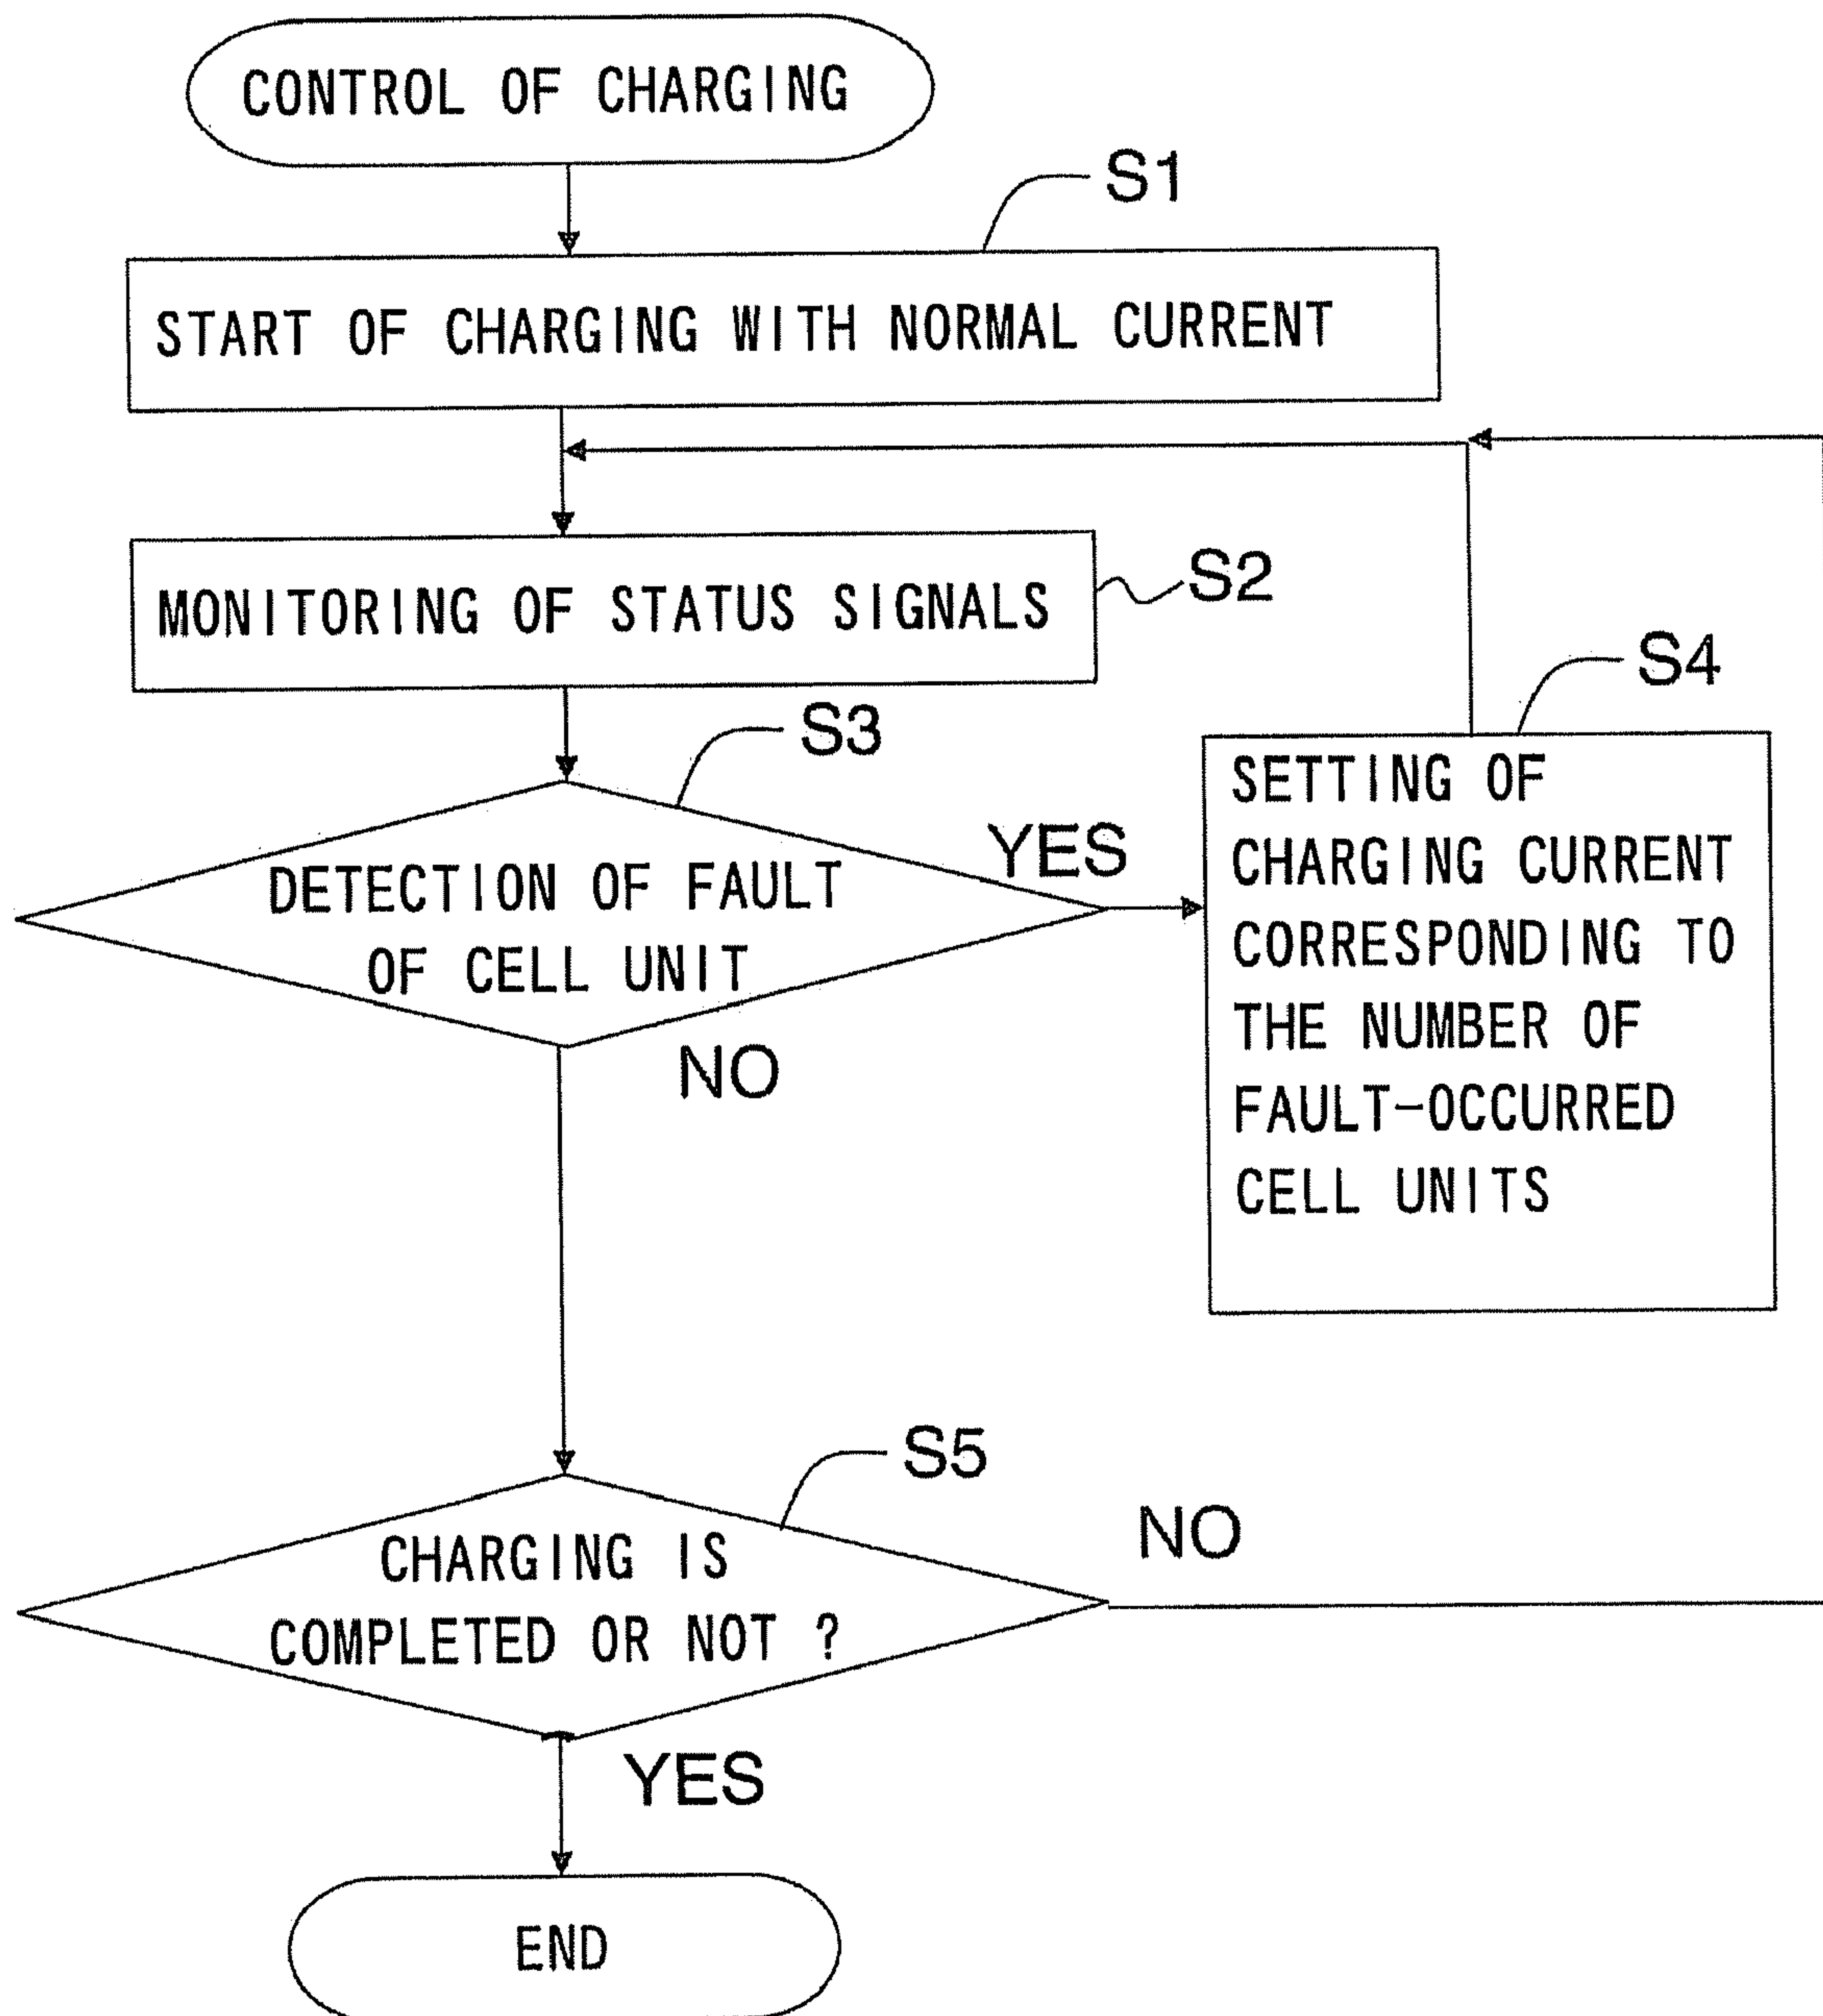 CONTROL OF CHARGING
S1
START OF CHARGING WITH NORMAL CURRENT
MONITORING OF STATUS SIGNALS
S2
S3
DETECTION OF FAULT
OF CELL UNIT
YES
NO
S4
SETTING OF
CHARGING CURRENT
CORRESPONDING TO
THE NUMBER OF
FAULT-OCCURRED
CELL UNITS
S5
CHARGING IS
COMPLETED OR NOT ?
NO
YES
END